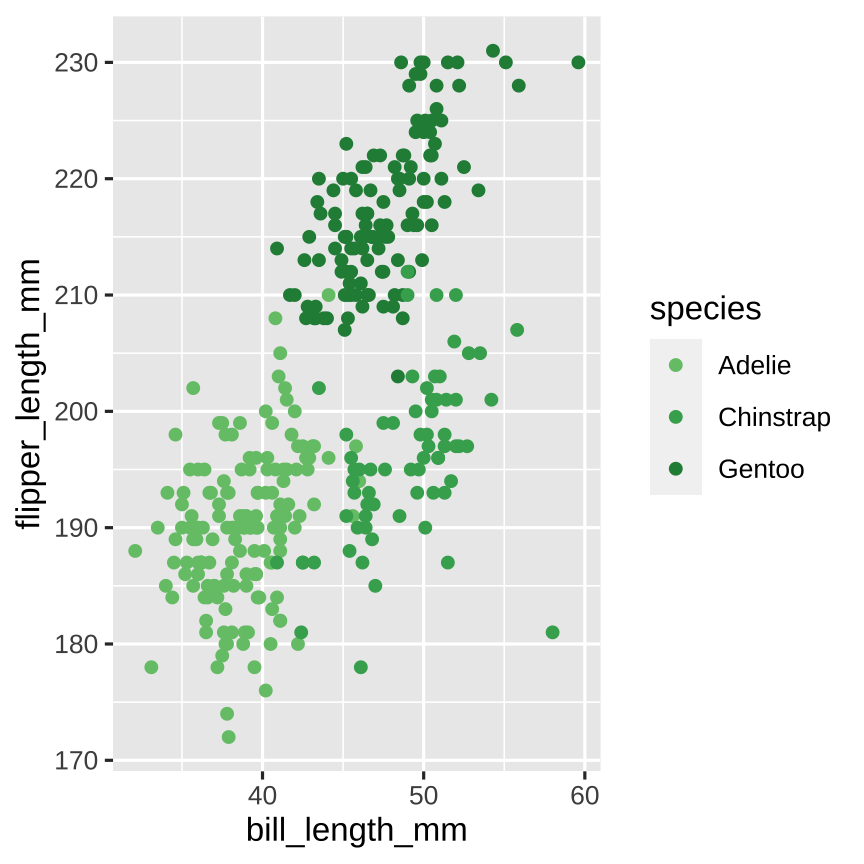 230
220
210
200
190
180
170
flipper_length_mm
40 50 60
bill_length_mm
species
Adelie
Chinstrap
Gentoo